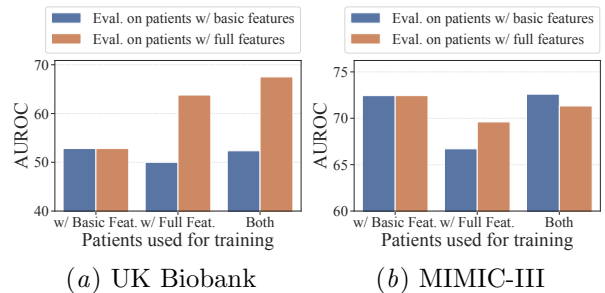 Eval. on patients w/ basic features
Eval. on patients w/ full features
70
60
50
40
AUROC
w/ Basic Feat. w/ Full Feat. Both
Patients used for training
(a) UK Biobank
Eval. on patients w/ basic features
Eval. on patients w/ full features
75
70
65
60
AUROC
w/ Basic Feat. w/ Full Feat. Both
Patients used for training
(b) MIMIC-III